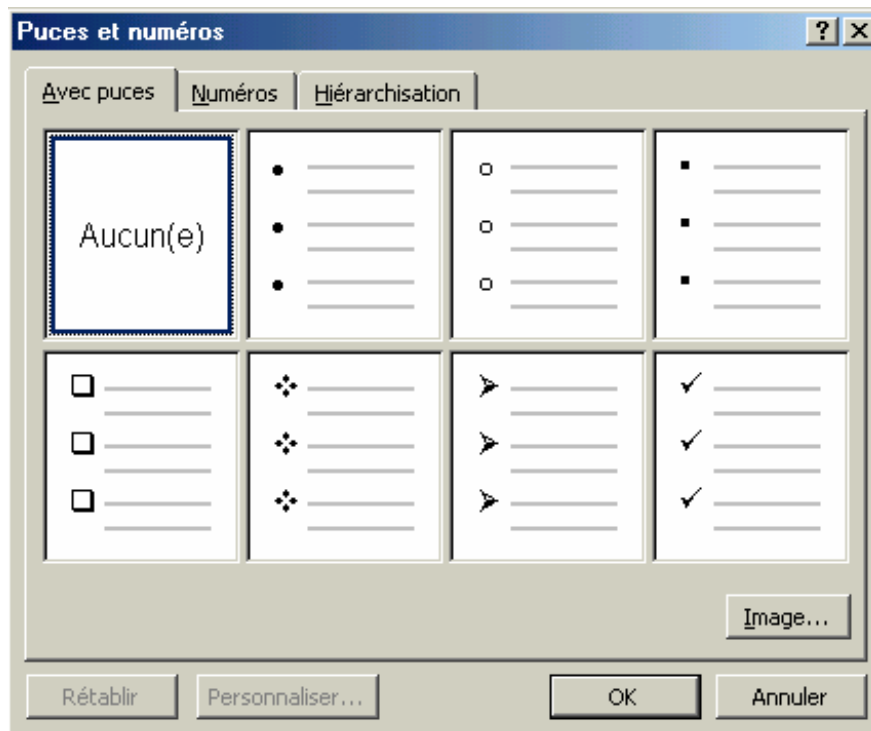 Puces et numéros
Avec puces Numéros Hiérarchisation
Aucun(e)
Image...
Rétablir Personnaliser... OK Annuler